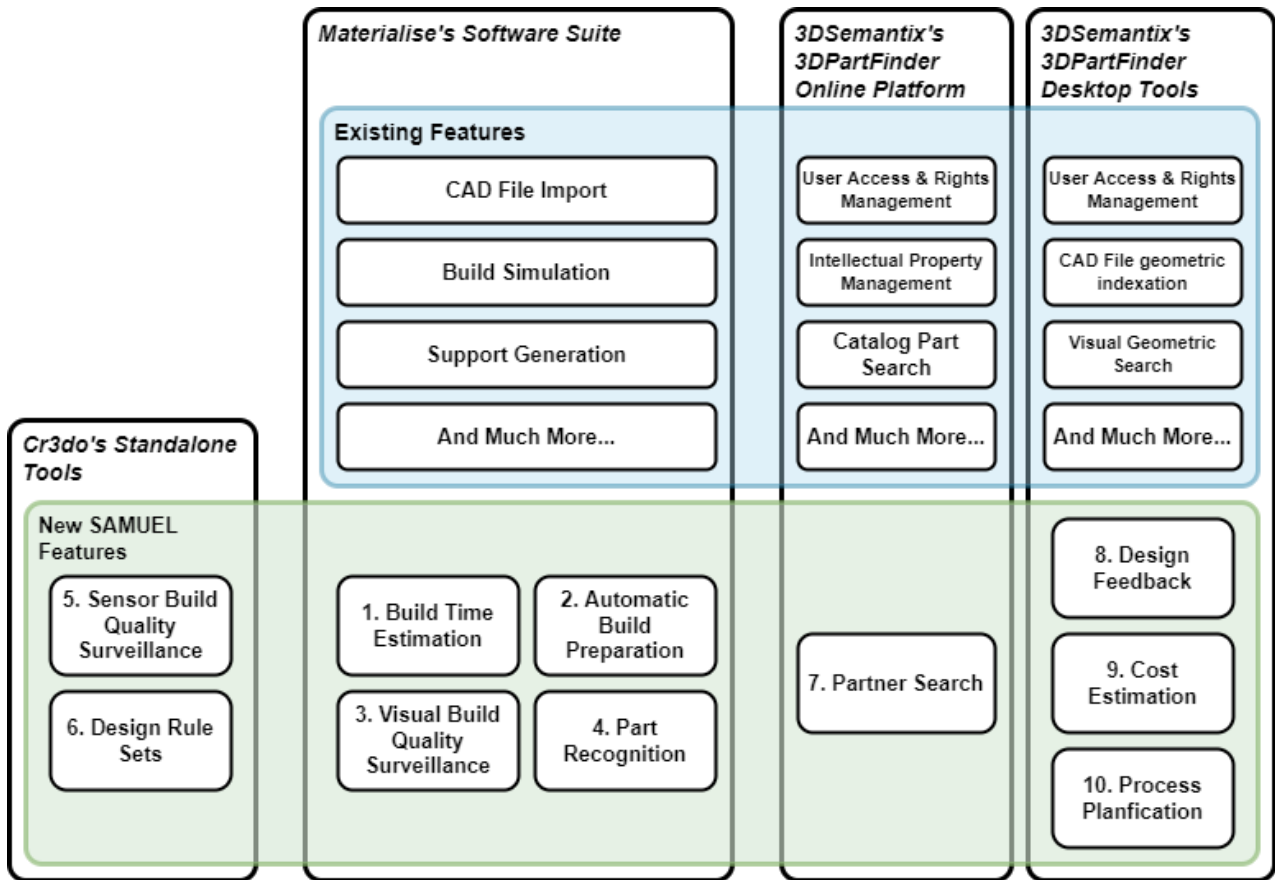 Materialise's Software Suite
3DSemantix's
3DPartFinder
Online Platform
3DSemantix's
3DPartFinder
Desktop Tools
Existing Features
CAD File Import
User Access & Rights
Management
User Access & Rights
Management
Build Simulation
Intellectual Property
Management
CAD File geometric
indexation
Support Generation
Catalog Part
Search
Visual Geometric
Search
And Much More...
And Much More...
And Much More...
Cr3do's Standalone
Tools
New SAMUEL
Features
5. Sensor Build
Quality
Surveillance
6. Design Rule
Sets
1. Build Time
Estimation
2. Automatic
Build
Preparation
3. Visual Build
Quality
Surveillance
4. Part
Recognition
7. Partner Search
8. Design
Feedback
9. Cost
Estimation
10. Process
Planfication